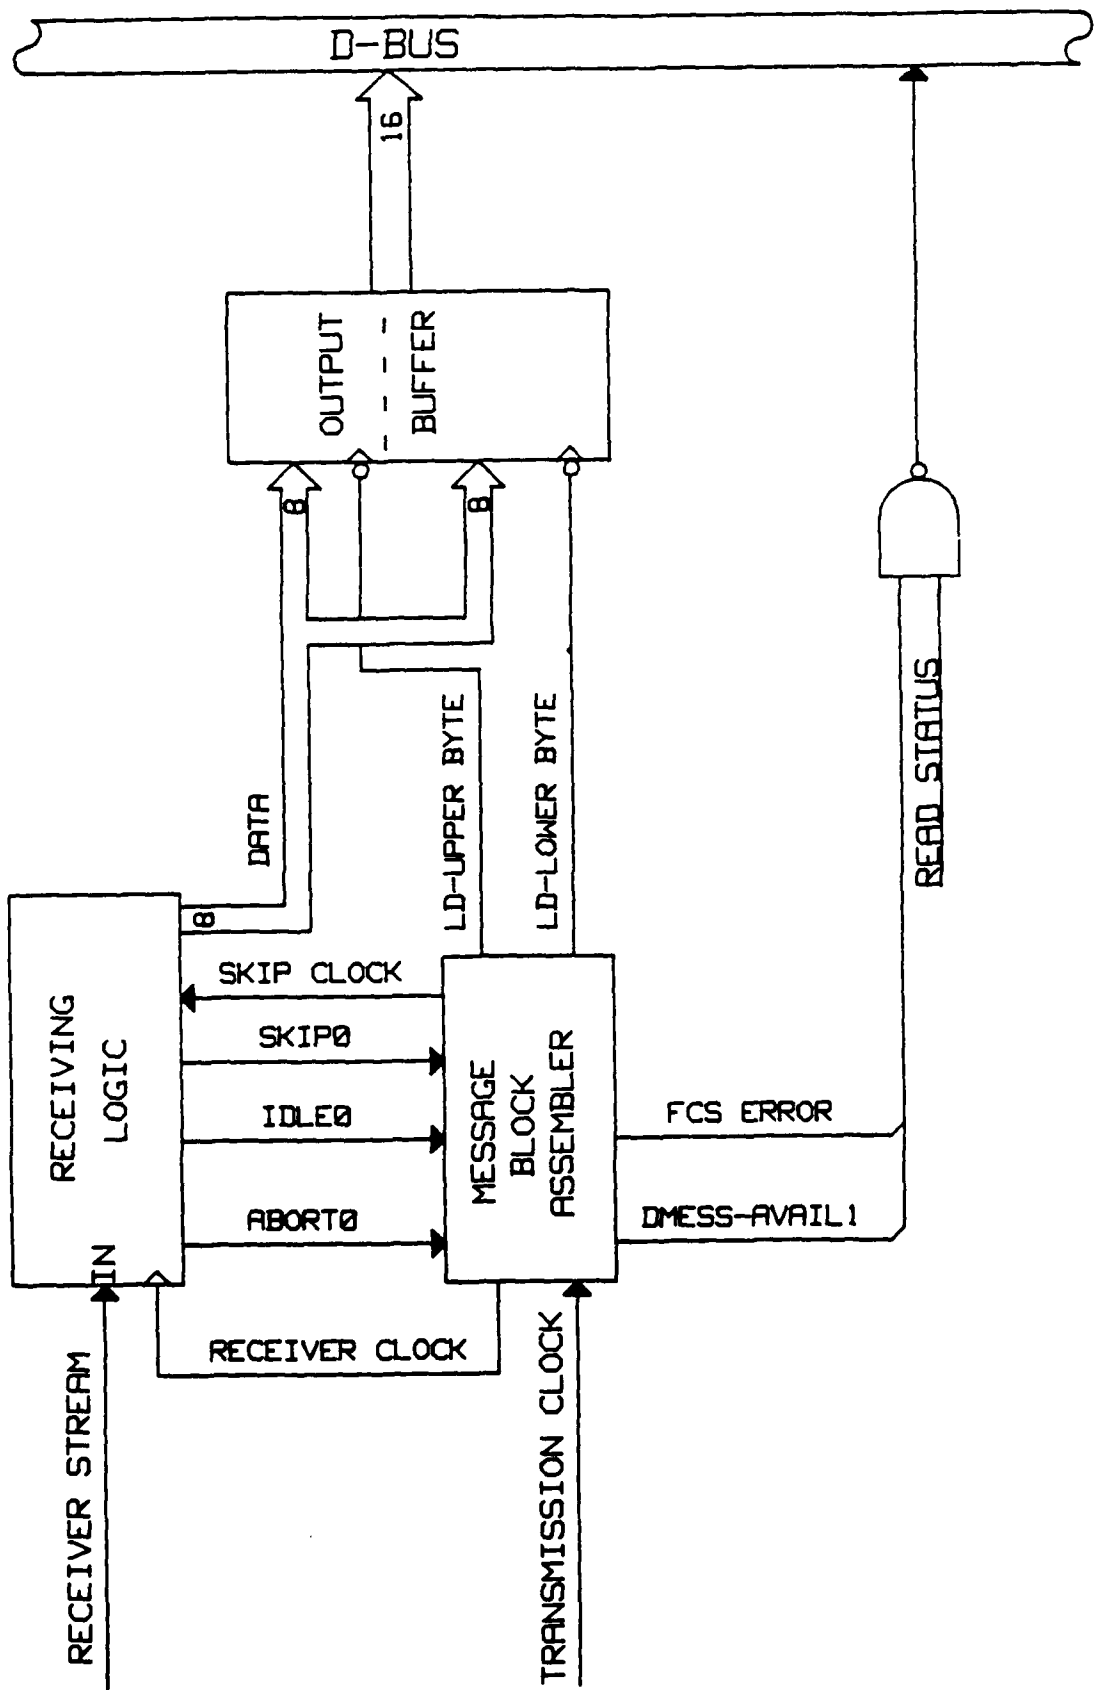 D-BUS
16
OUTPUT
BUFFER
8
8
DATA
LD-UPPER BYTE
LD-LOWER BYTE
READ STATUS
8
RECEIVING
LOGIC
IN
SKIP CLOCK
SKIP0
IDLE0
ABORT0
MESSAGE
BLOCK
ASSEMBLER
FCS ERROR
DMESS-AVAIL1
RECEIVER CLOCK
RECEIVER STREAM
TRANSMISSION CLOCK